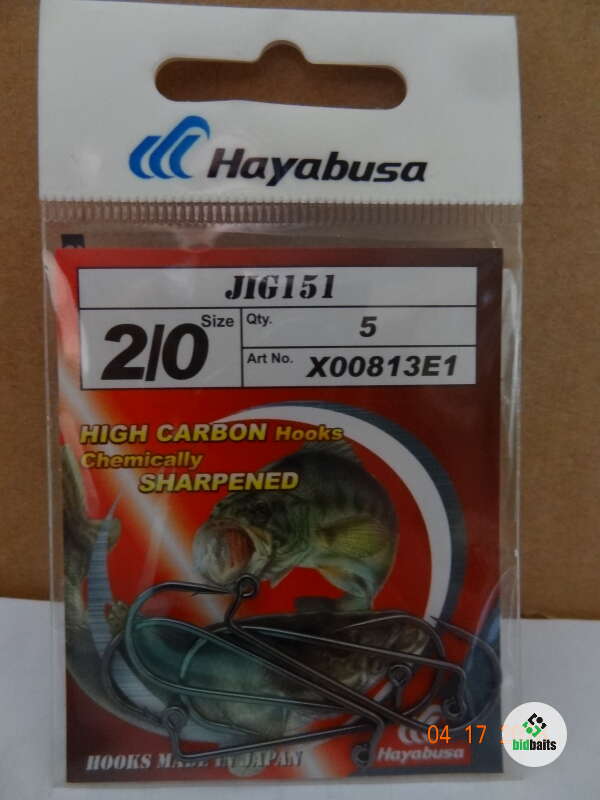 Hayabusa
JIG151
2/0 Size
Qty. 5
Art No. X00813E1
HIGH CARBON Hooks
Chemically
SHARPENED
04 17
bidbaits
Hayabusa
HOOKS MADE IN JAPAN